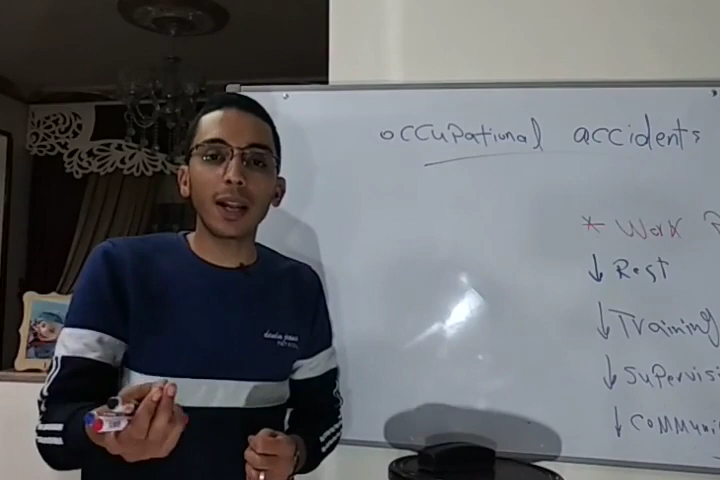 occupational accidents
* Work
↓ Rest
↓ Training
↓ Supervisi
↓ Communi